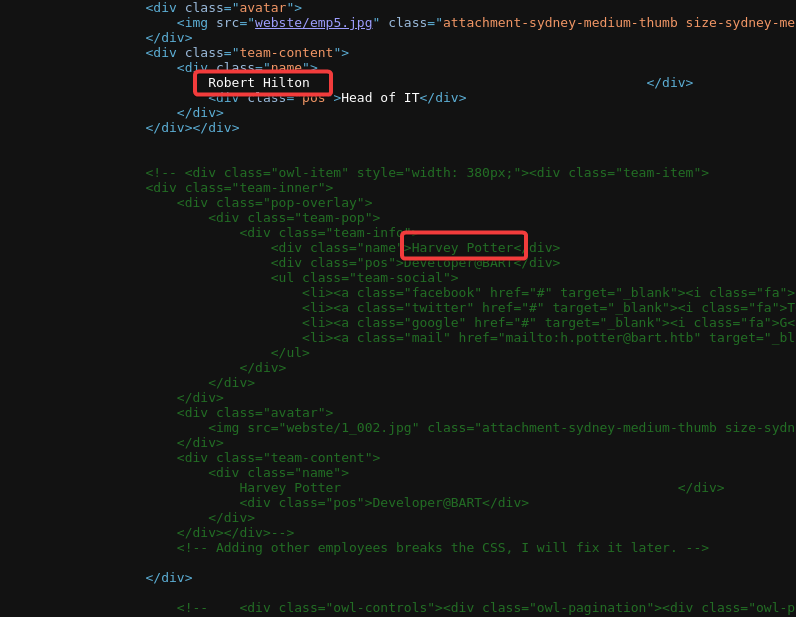 <div class="avatar">
<img src="webste/emp5.jpg" class="attachment-sydney-medium-thumb size-sydney-me
</div>
<div class="team-content">
<div class="name">
Robert Hilton </div>
<div class="pos">Head of IT</div>
</div>
</div></div>
<!-- <div class="owl-item" style="width: 380px;"><div class="team-item">
<div class="team-inner">
<div class="pop-overlay">
<div class="team-pop">
<div class="team-info">
<div class="name">Harvey Potter</div>
<div class="pos">Developer@BART</div>
<ul class="team-social">
<li><a class="facebook" href="#" target="_blank"><i class="fa">
<li><a class="twitter" href="#" target="_blank"><i class="fa">T
<li><a class="google" href="#" target="_blank"><i class="fa">G<
<li><a class="mail" href="mailto:h.potter@bart.htb" target="_bl
</ul>
</div>
</div>
</div>
<div class="avatar">
<img src="webste/1_002.jpg" class="attachment-sydney-medium-thumb size-sydn
</div>
<div class="team-content">
<div class="name">
Harvey Potter </div>
<div class="pos">Developer@BART</div>
</div>
</div></div>-->
<!-- Adding other employees breaks the CSS, I will fix it later. -->
</div>
<!-- <div class="owl-controls"><div class="owl-pagination"><div class="owl-p